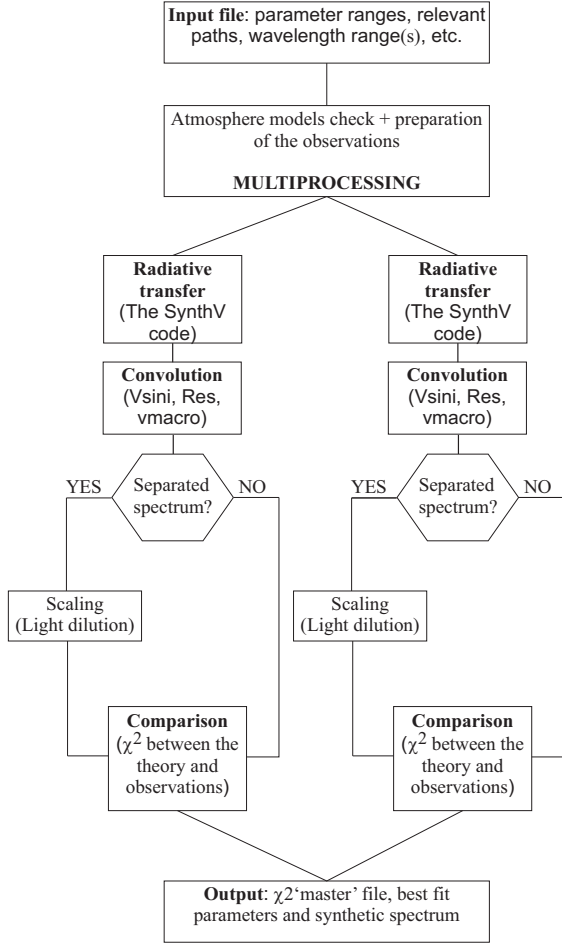 Input file: parameter ranges, relevant
paths, wavelength range(s), etc.
Atmosphere models check + preparation
of the observations
MULTIPROCESSING
Radiative
transfer
(The SynthV
code)
Convolution
(Vsini, Res,
vmacro)
YES
Separated
spectrum?
NO
Scaling
(Light dilution)
Comparison
(χ² between the
theory and
observations)
Radiative
transfer
(The SynthV
code)
Convolution
(Vsini, Res,
vmacro)
YES
Separated
spectrum?
NO
Scaling
(Light dilution)
Comparison
(χ² between the
theory and
observations)
Output: χ2‘master’ file, best fit
parameters and synthetic spectrum